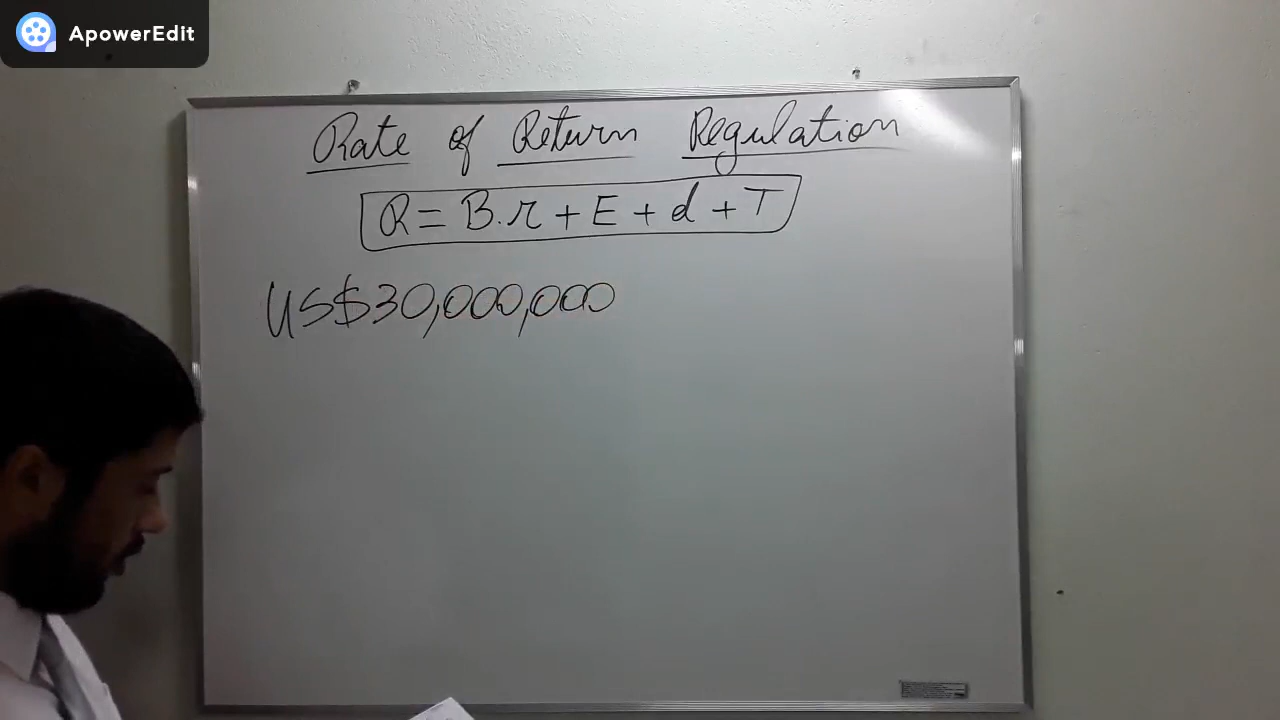 ApowerEdit
Rate of Return Regulation
R = B.r + E + d + T
US$30,000,000